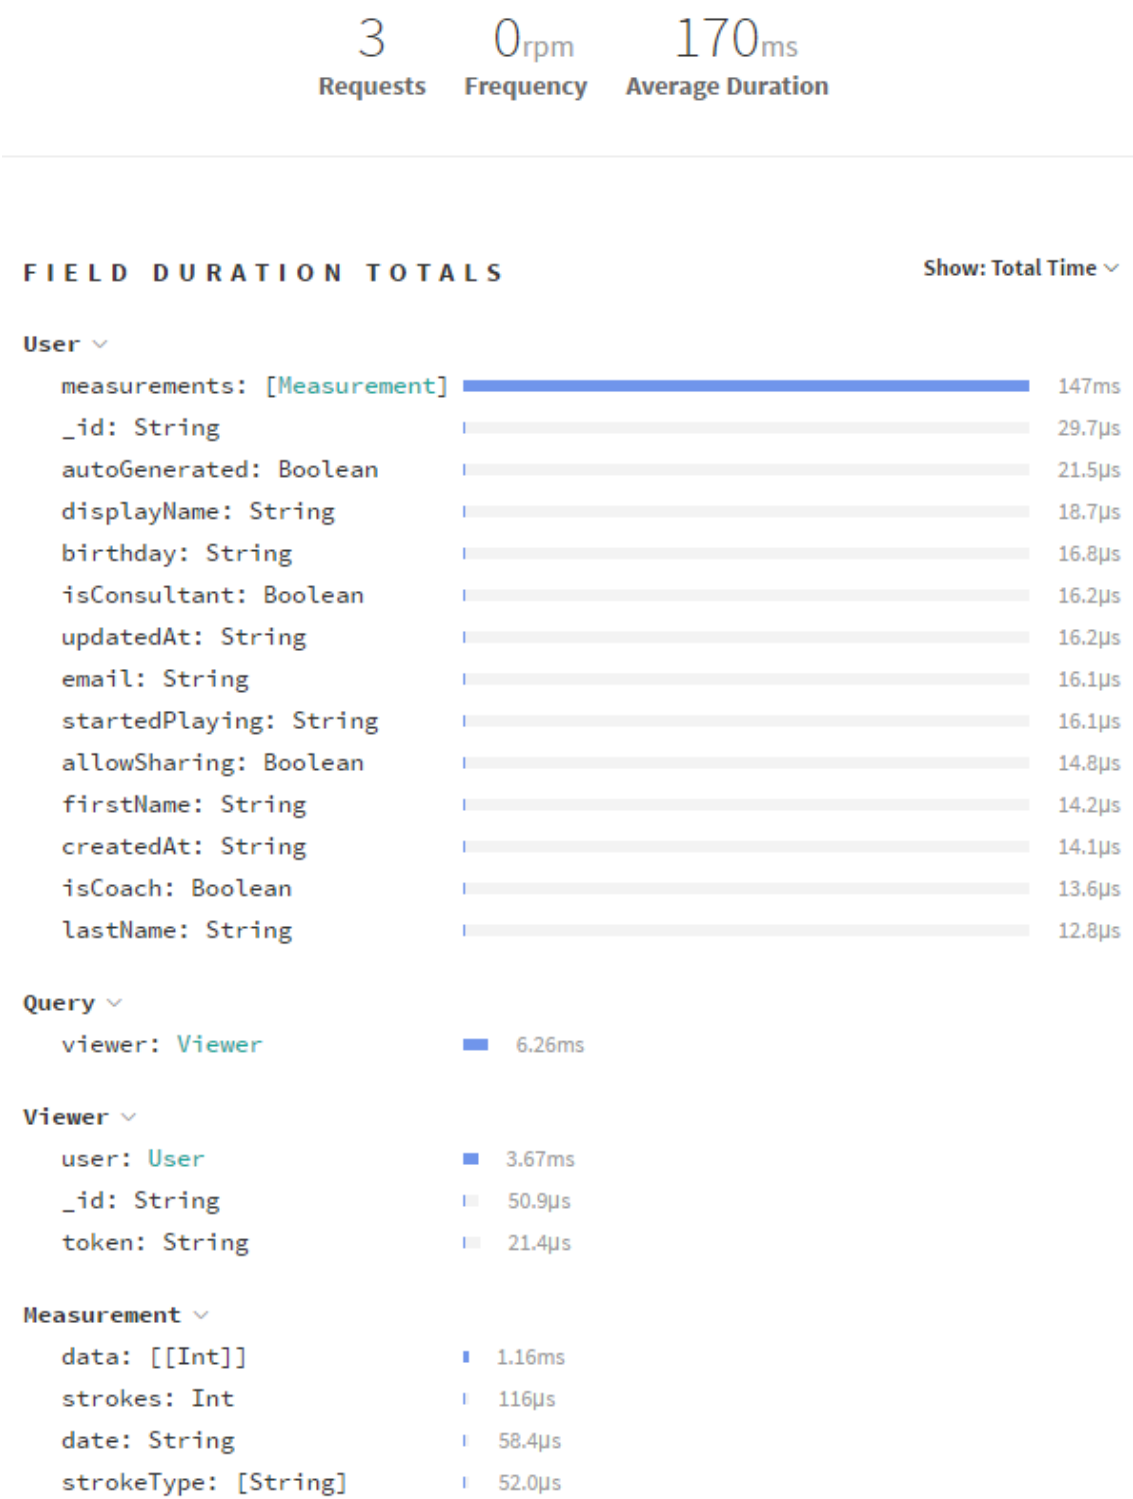 3 0rpm 170ms
Requests Frequency Average Duration
FIELD DURATION TOTALS Show: Total Time
User
measurements: [Measurement] 147ms
_id: String 29.7µs
autoGenerated: Boolean 21.5µs
displayName: String 18.7µs
birthday: String 16.8µs
isConsultant: Boolean 16.2µs
updatedAt: String 16.2µs
email: String 16.1µs
startedPlaying: String 16.1µs
allowSharing: Boolean 14.8µs
firstName: String 14.2µs
createdAt: String 14.1µs
isCoach: Boolean 13.6µs
lastName: String 12.8µs
Query
viewer: Viewer 6.26ms
Viewer
user: User 3.67ms
_id: String 50.9µs
token: String 21.4µs
Measurement
data: [[Int]] 1.16ms
strokes: Int 116µs
date: String 58.4µs
strokeType: [String] 52.0µs